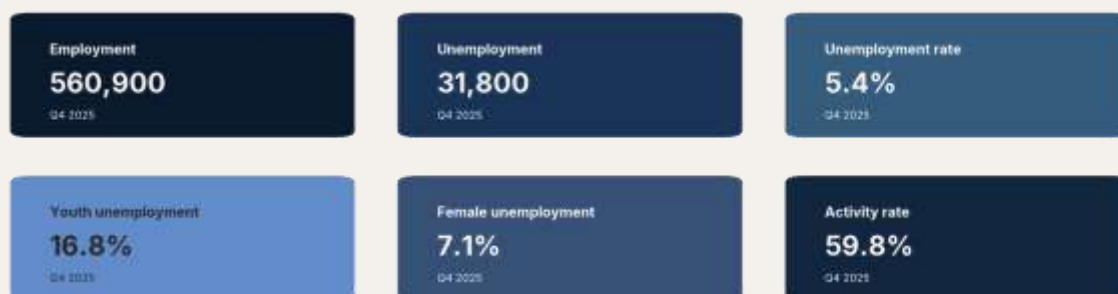 Employment
560,900
Q4 2025
Unemployment
31,800
Q4 2025
Unemployment rate
5.4%
Q4 2025
Youth unemployment
16.8%
Q4 2025
Female unemployment
7.1%
Q4 2025
Activity rate
59.8%
Q4 2025